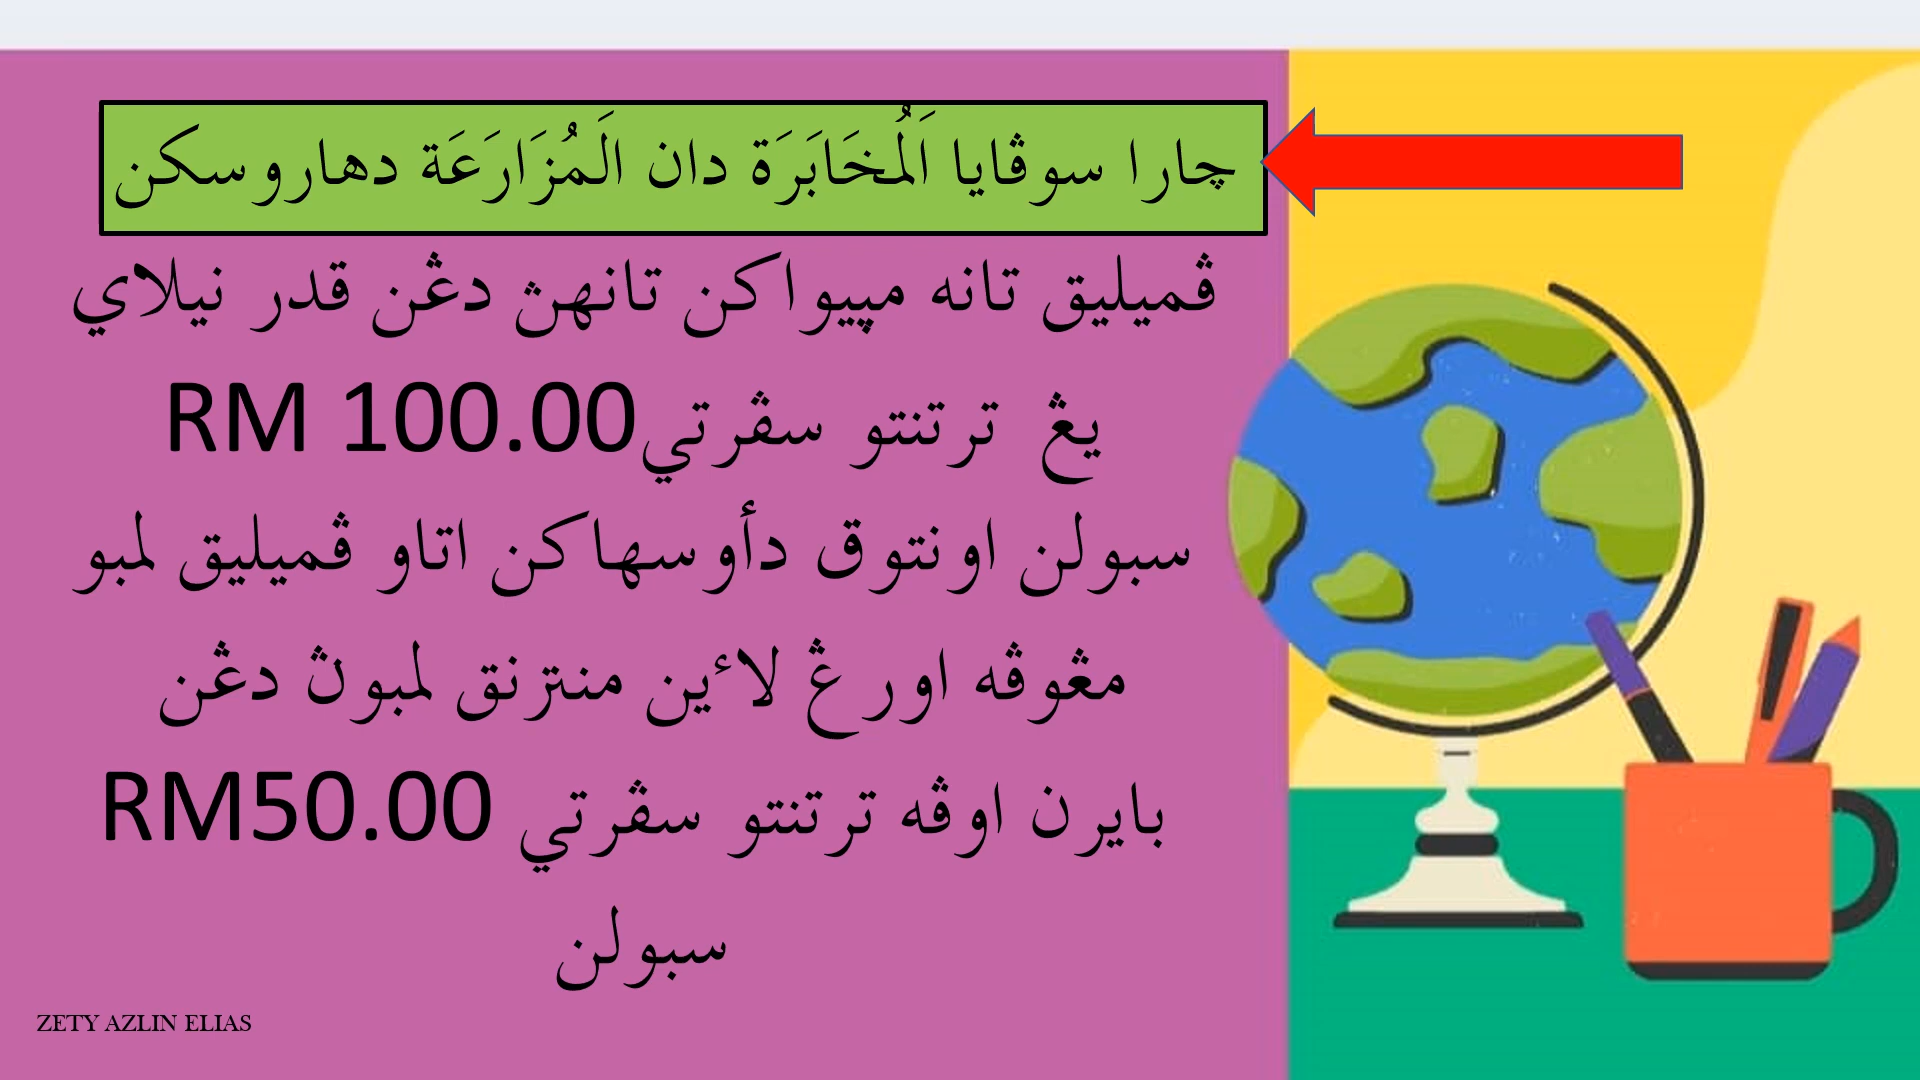 چارا سوڤايا اَلْمُخَابَرَة دان الَمُزَارَعَة دهاروسكن
ڤميليق تانه مڽيواكن تانهڽ دڠن قدر نيلاي
يڠ ترتنتو سڤرتي RM 100.00
سبولن اونتوق دأوسهاكن اتاو ڤميليق لمبو
مڠوڤه اورڠ لاءين منترنق لمبوڽ دڠن
بايرن اوڤه ترتنتو سڤرتي RM50.00
سبولن
ZETY AZLIN ELIAS